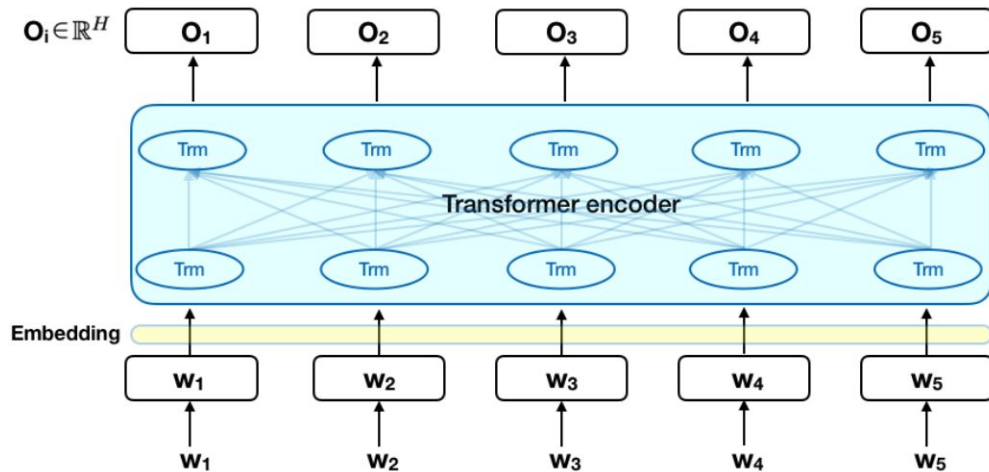 Oᵢ∈ℝᴴ O₁ O₂ O₃ O₄ O₅
Trm Trm Trm Trm Trm
Transformer encoder
Trm Trm Trm Trm Trm
Embedding
w₁ w₂ w₃ w₄ w₅
w₁ w₂ w₃ w₄ w₅